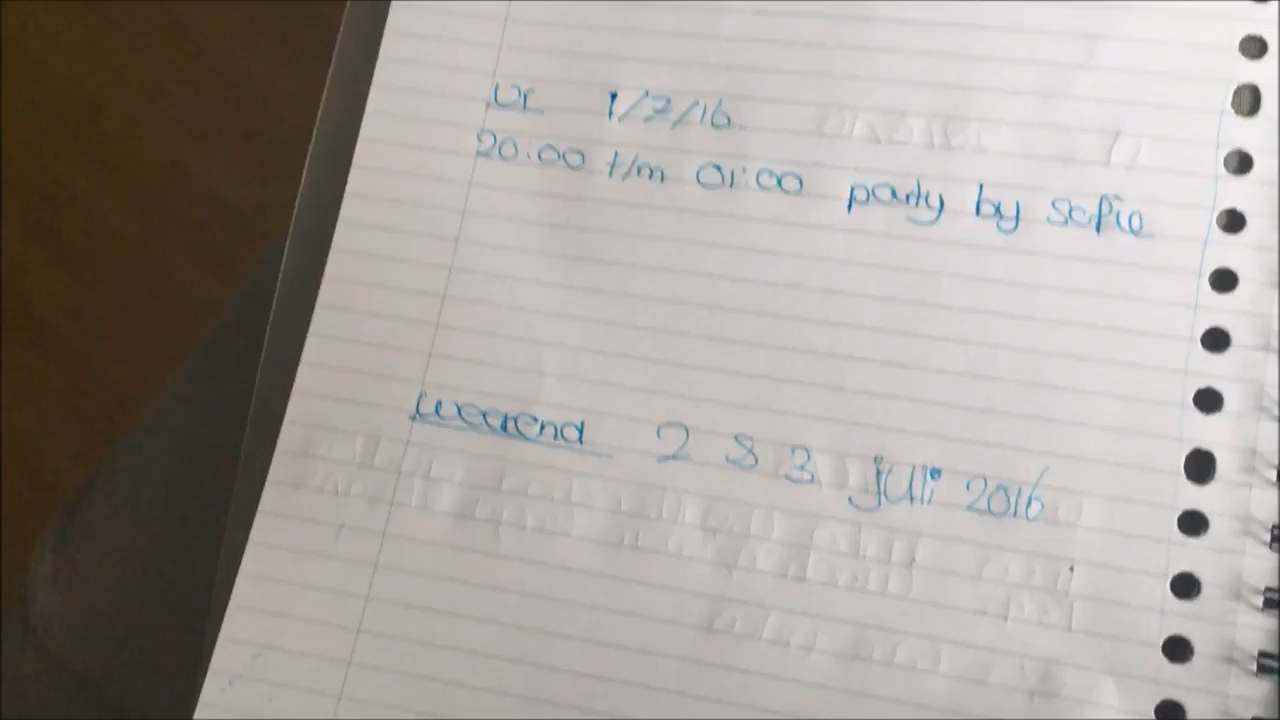 Vr 1/7/16.
20:00 t/m 01:00 party by Sofie
Weekend 2 & 3 juli 2016